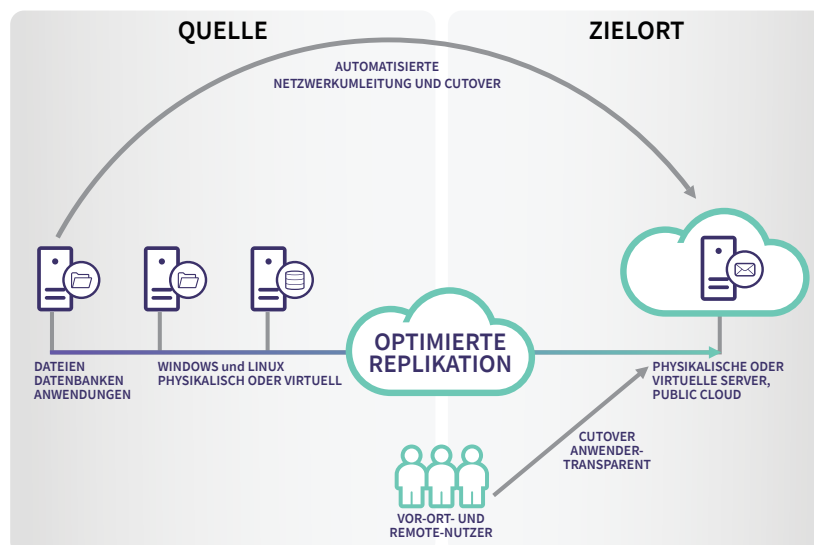 QUELLE
ZIELORT
AUTOMATISIERTE
NETZWERKUMLEITUNG UND CUTOVER
OPTIMIERTE
REPLIKATION
DATEIEN
DATENBANKEN
ANWENDUNGEN
WINDOWS und LINUX
PHYSIKALISCH ODER VIRTUELL
PHYSIKALISCHE ODER
VIRTUELLE SERVER,
PUBLIC CLOUD
CUTOVER
ANWENDER-
TRANSPARENT
VOR-ORT- UND
REMOTE-NUTZER